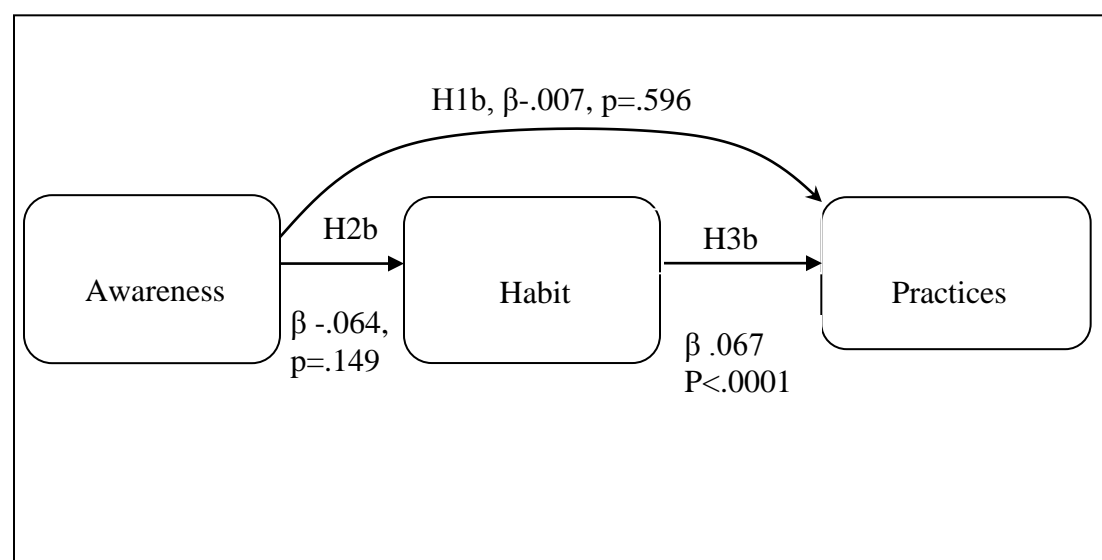 H1b, β-.007, p=.596
H2b
H3b
Awareness
Habit
Practices
β -.064,
p=.149
β .067
P<.0001